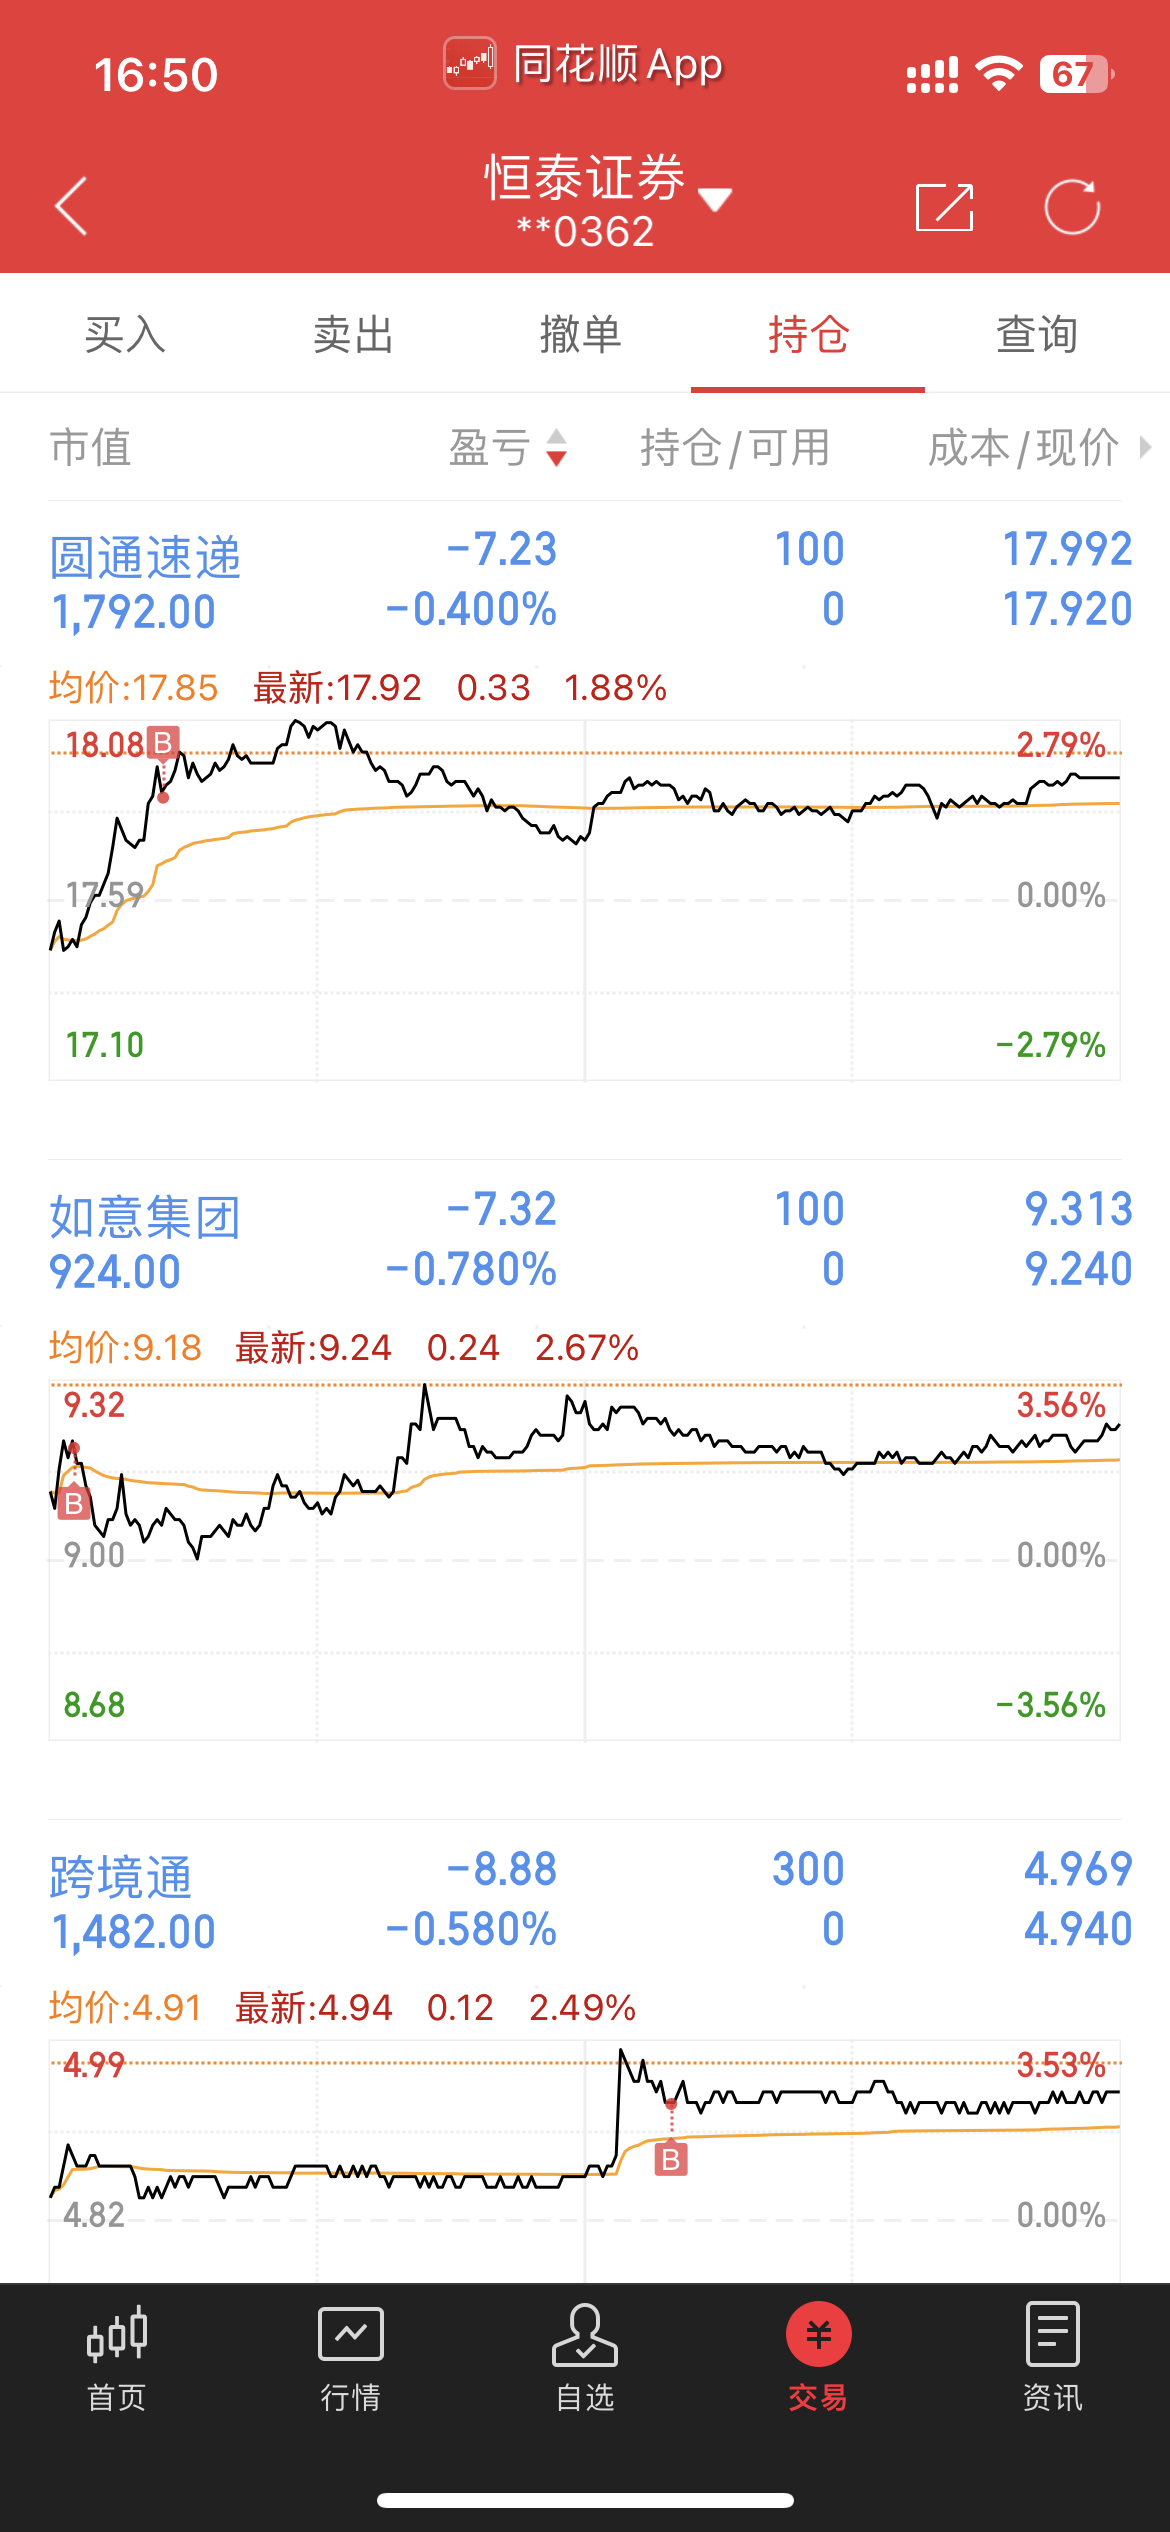 16:50
同花顺 App
67
恒泰证券
**0362
买入 卖出 撤单 持仓 查询
市值 盈亏 持仓/可用 成本/现价
圆通速递 -7.23 100 17.992
1,792.00 -0.400% 0 17.920
均价:17.85 最新:17.92 0.33 1.88%
18.08 B 2.79%
17.59 0.00%
17.10 -2.79%
如意集团 -7.32 100 9.313
924.00 -0.780% 0 9.240
均价:9.18 最新:9.24 0.24 2.67%
9.32 3.56%
B
9.00 0.00%
8.68 -3.56%
跨境通 -8.88 300 4.969
1,482.00 -0.580% 0 4.940
均价:4.91 最新:4.94 0.12 2.49%
4.99 3.53%
B
4.82 0.00%
¥
首页 行情 自选 交易 资讯